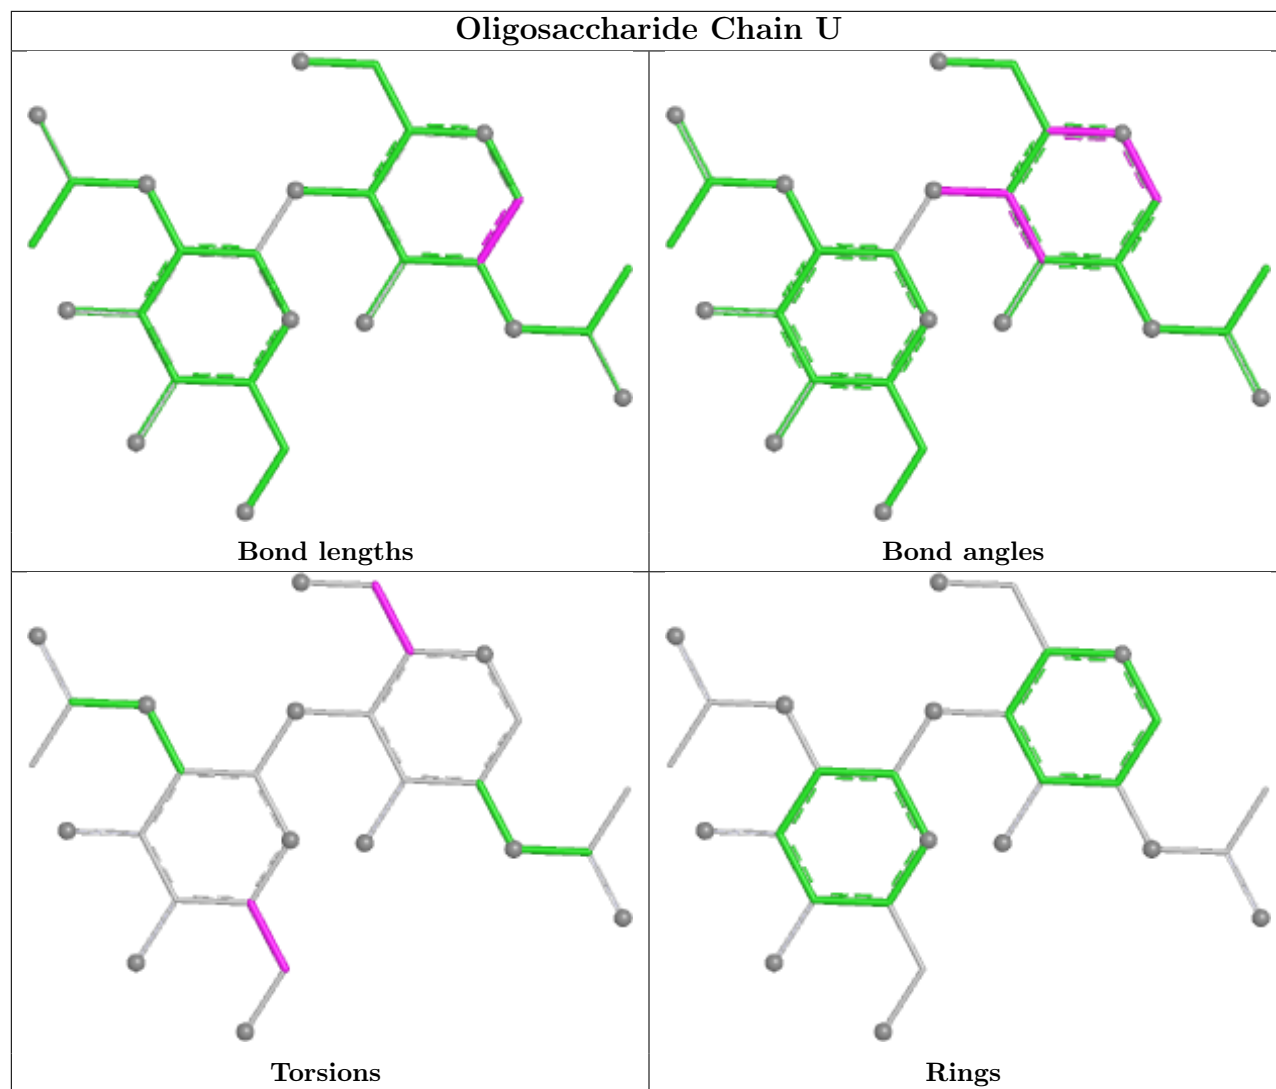 Oligosaccharide Chain U
Bond lengths
Bond angles
Torsions
Rings